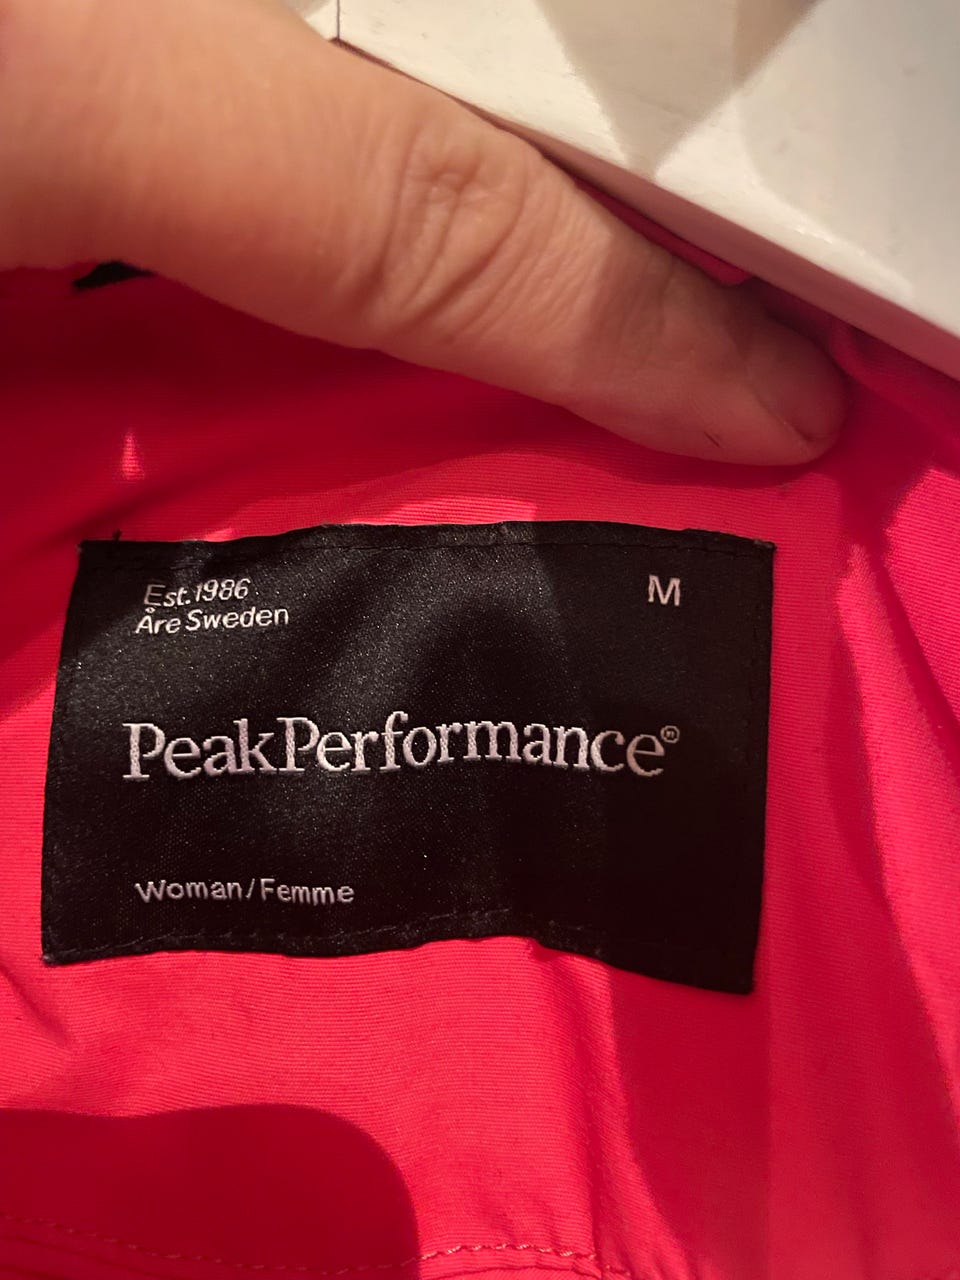 Est.1986
Åre Sweden
M
PeakPerformance®
Woman/Femme